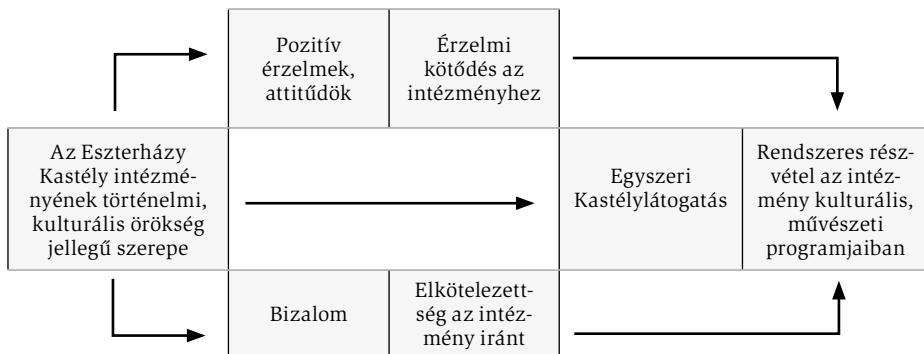 Pozitív
érzelmek,
attitűdök
Érzelmi
kötődés az
intézményhez
Az Eszterházy
Kastély intézmé-
nyének történelmi,
kulturális örökség
jellegű szerepe
Egyszeri
Kastélylátogatás
Rendszeres rész-
vétel az intéz-
mény kulturális,
művészeti
programjaiban
Bizalom
Elkötelezett-
ség az intéz-
mény iránt